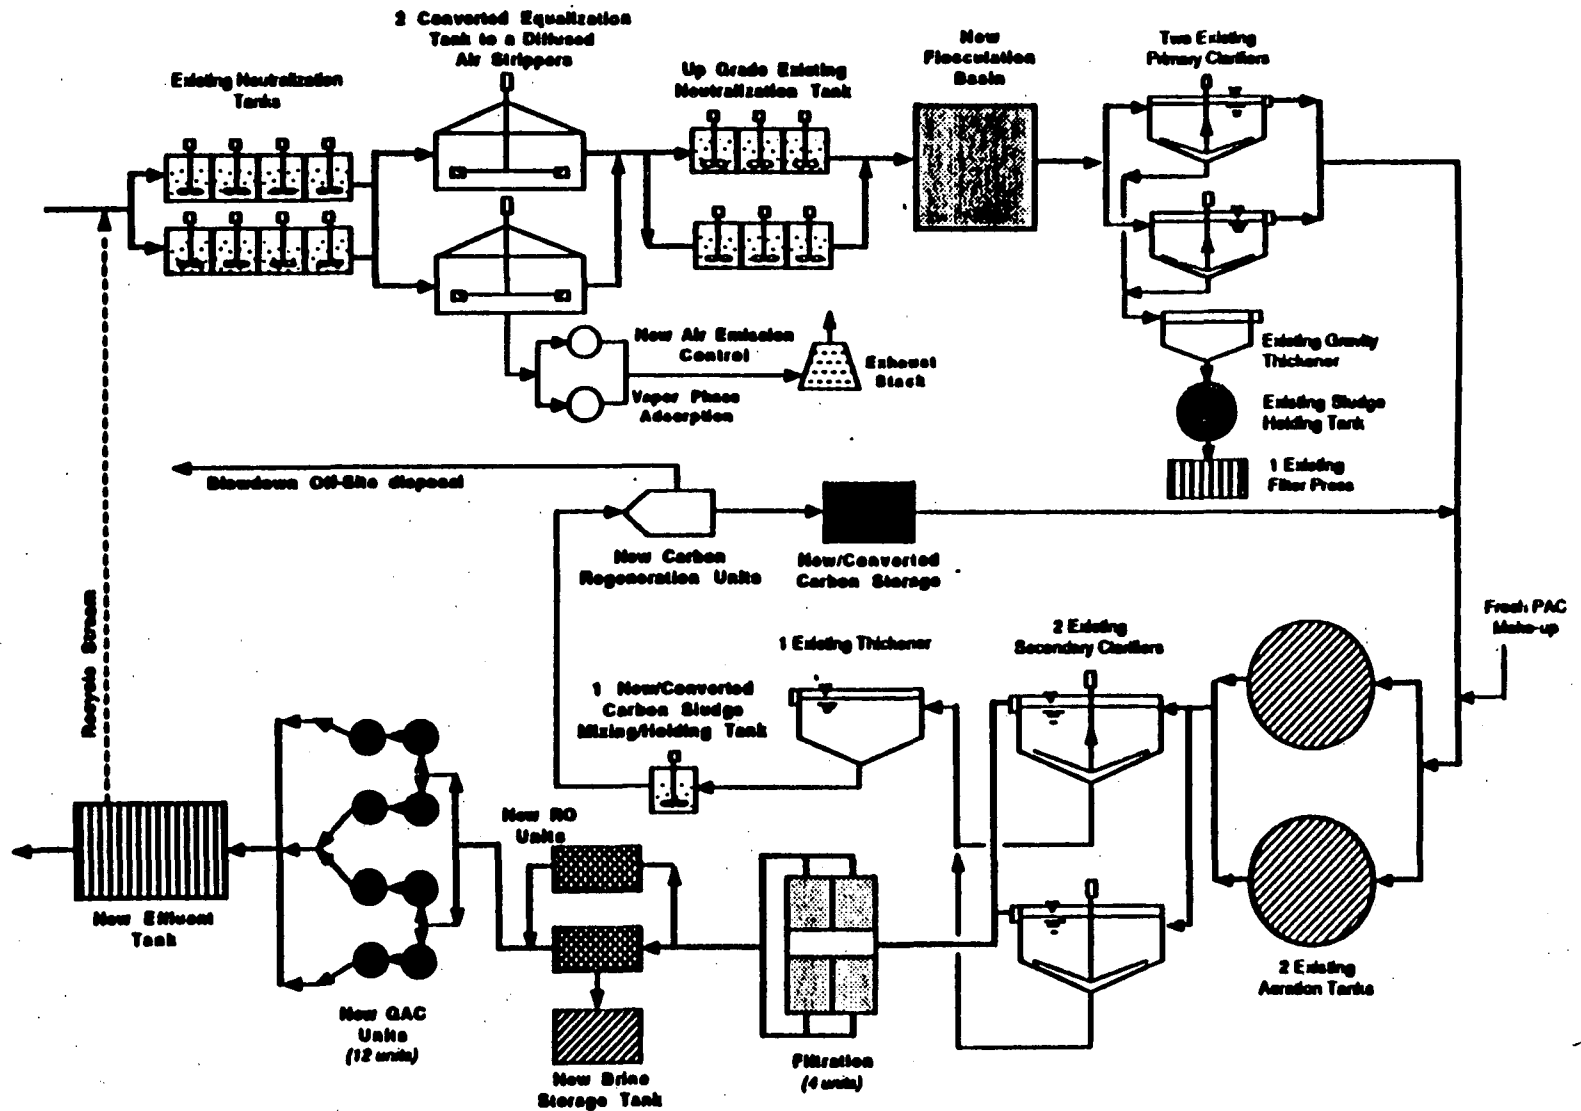 2 Converted Equalization
Tank to a Diffused
Air Strippers
Existing Neutralization
Tanks
Up Grade Existing
Neutralization Tank
New
Flocculation
Basin
Two Existing
Primary Clarifiers
New Air Emission
Control
Vapor Phase
Adsorption
Exhaust
Stack
Existing Gravity
Thickener
Existing Sludge
Holding Tank
1 Existing
Filter Press
Blowdown Off-Site disposal
New Carbon
Regeneration Units
New/Converted
Carbon Storage
Fresh PAC
Make-up
Recycle Stream
1 Existing Thickener
2 Existing
Secondary Clarifiers
1 New/Converted
Carbon Sludge
Mixing/Holding Tank
New RO
Units
New Effluent
Tank
2 Existing
Aeration Tanks
New GAC
Units
(12 units)
Filtration
(4 units)
New Brine
Storage Tank